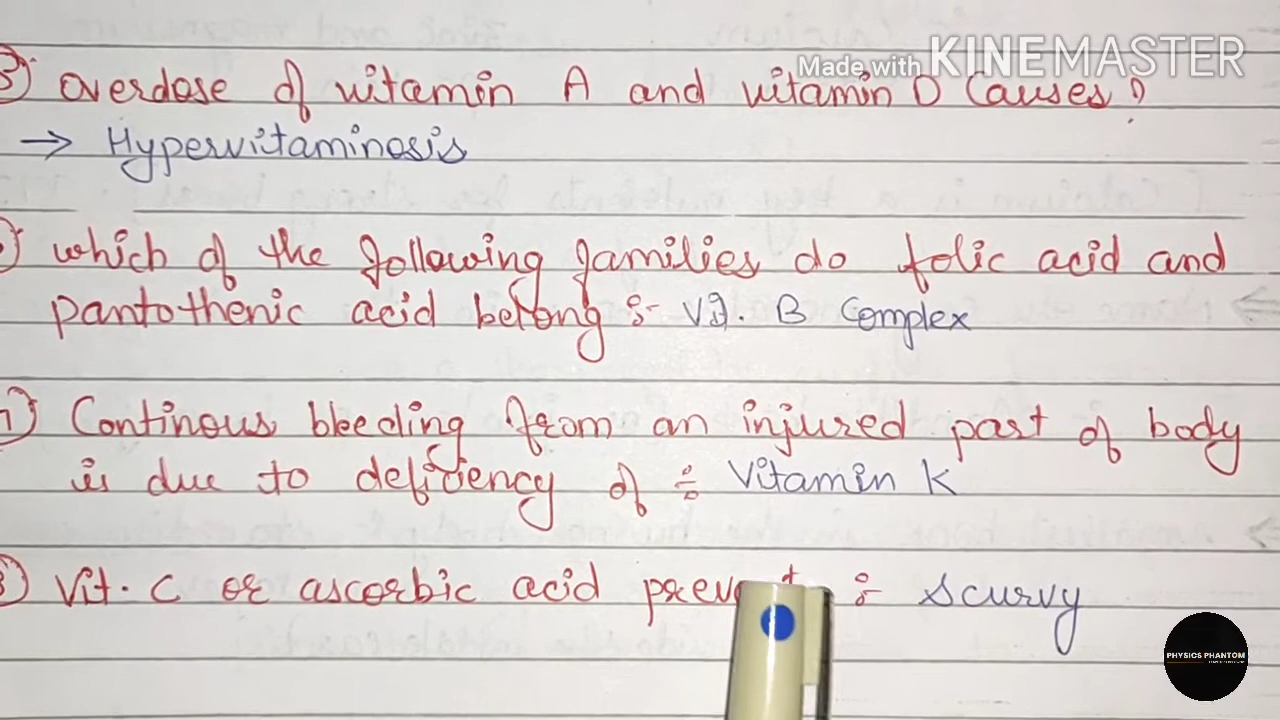 Made with KINEMASTER
5) overdose of vitamin A and vitamin D Causes?
→ Hypervitaminosis
which of the following families do folic acid and
pantothenic acid belong :- Vit. B Complex
7) Continous bleeding from an injured part of body
is due to deficiency of ÷ Vitamin K
8) Vit. C or ascorbic acid :- Scurvy
PHYSICS PHANTOM